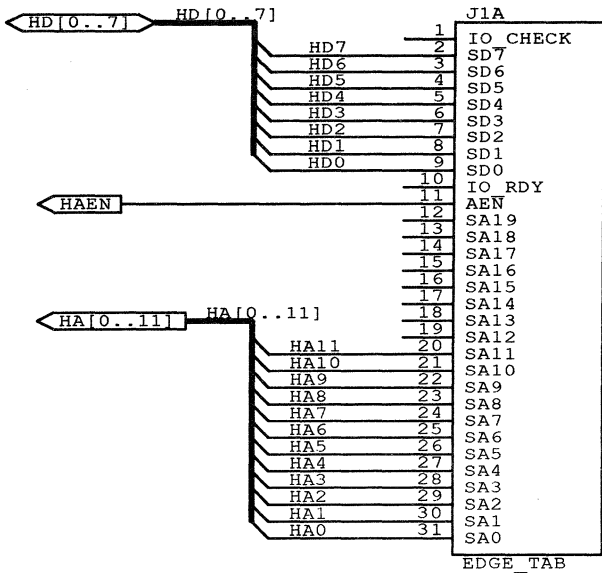 HD[0..7] HD[0..7] J1A
1 IO_CHECK
HD7 2 SD7
HD6 3 SD6
HD5 4 SD5
HD4 5 SD4
HD3 6 SD3
HD2 7 SD2
HD1 8 SD1
HD0 9 SD0
10 IO_RDY
HAEN 11 AEN
12 SA19
13 SA18
14 SA17
15 SA16
16 SA15
17 SA14
18 SA13
19 SA12
HA[0..11] HA[0..11]
HA11 20 SA11
HA10 21 SA10
HA9 22 SA9
HA8 23 SA8
HA7 24 SA7
HA6 25 SA6
HA5 26 SA5
HA4 27 SA4
HA3 28 SA3
HA2 29 SA2
HA1 30 SA1
HA0 31 SA0
EDGE_TAB